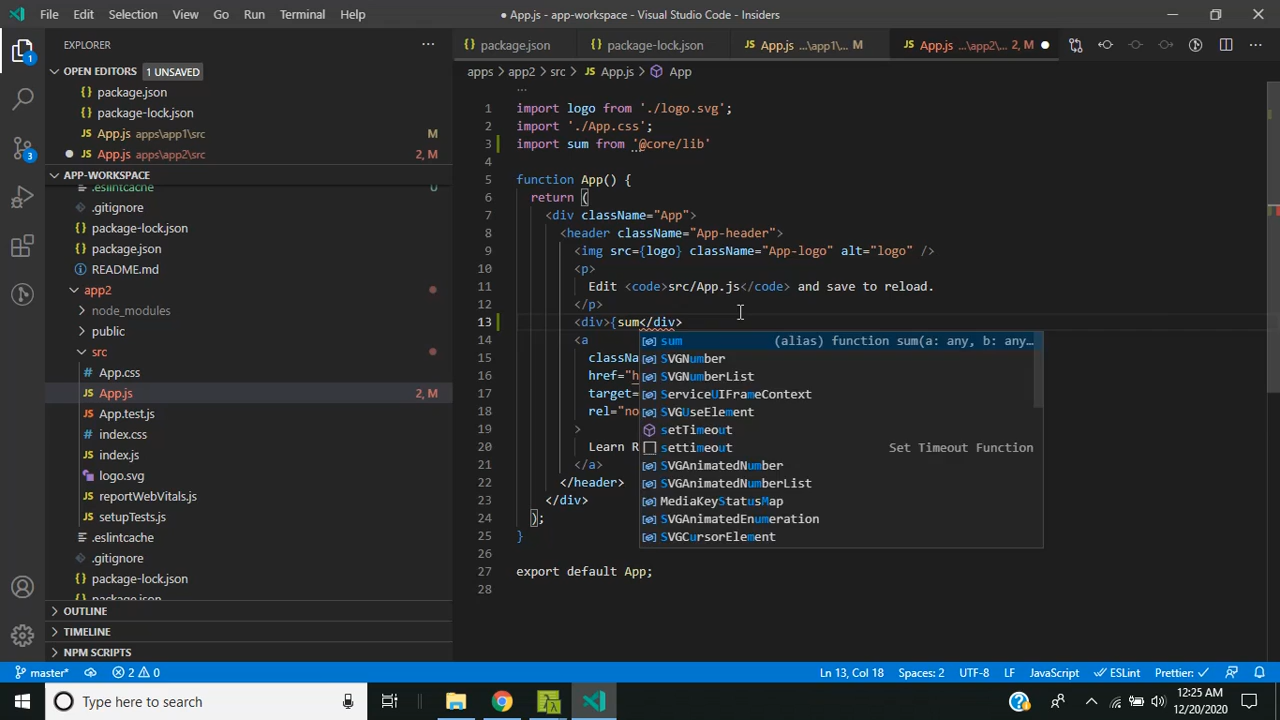 File Edit Selection View Go Run Terminal Help
● App.js - app-workspace - Visual Studio Code - Insiders
EXPLORER
OPEN EDITORS 1 UNSAVED
package.json
package-lock.json
App.js apps\app1\src M
App.js apps\app2\src 2, M
APP-WORKSPACE
.eslintcache U
.gitignore
package-lock.json
package.json
README.md
app2
node_modules
public
src
App.css
App.js 2, M
App.test.js
index.css
index.js
logo.svg
reportWebVitals.js
setupTests.js
.eslintcache
.gitignore
package-lock.json
package.json
OUTLINE
TIMELINE
NPM SCRIPTS
package.json
package-lock.json
App.js ...\app1\ M
App.js ...\app2\ 2, M
apps > app2 > src > App.js > App
1 import logo from './logo.svg';
2 import './App.css';
3 import sum from '@core/lib'
4
5 function App() {
6 return (
7 <div className="App">
8 <header className="App-header">
9 <img src={logo} className="App-logo" alt="logo" />
10 <p>
11 Edit <code>src/App.js</code> and save to reload.
12 </p>
13 <div>{sum</div>
14 <a
15 classNa
16 href="h
17 target=
18 rel="no
19 >
20 Learn R
21 </a>
22 </header>
23 </div>
24 );
25 }
26
27 export default App;
28
sum (alias) function sum(a: any, b: any…
SVGNumber
SVGNumberList
ServiceUIFrameContext
SVGUseElement
setTimeout
settimeout Set Timeout Function
SVGAnimatedNumber
SVGAnimatedNumberList
MediaKeyStatusMap
SVGAnimatedEnumeration
SVGCursorElement
master* 2 0
Ln 13, Col 18 Spaces: 2 UTF-8 LF JavaScript ESLint Prettier: ✓
Type here to search
12:25 AM
12/20/2020